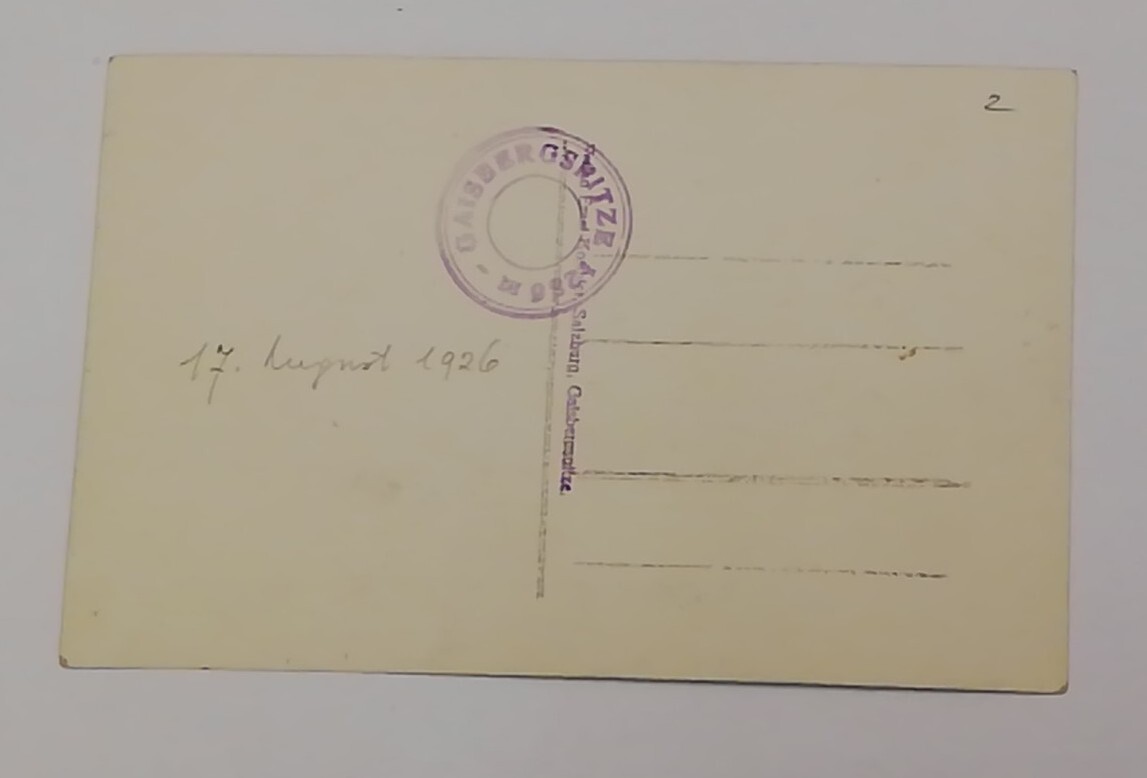 2
GAISBERGSPITZE 1286 M -
Salzburg, Gaisbergspitze.
17. August 1926